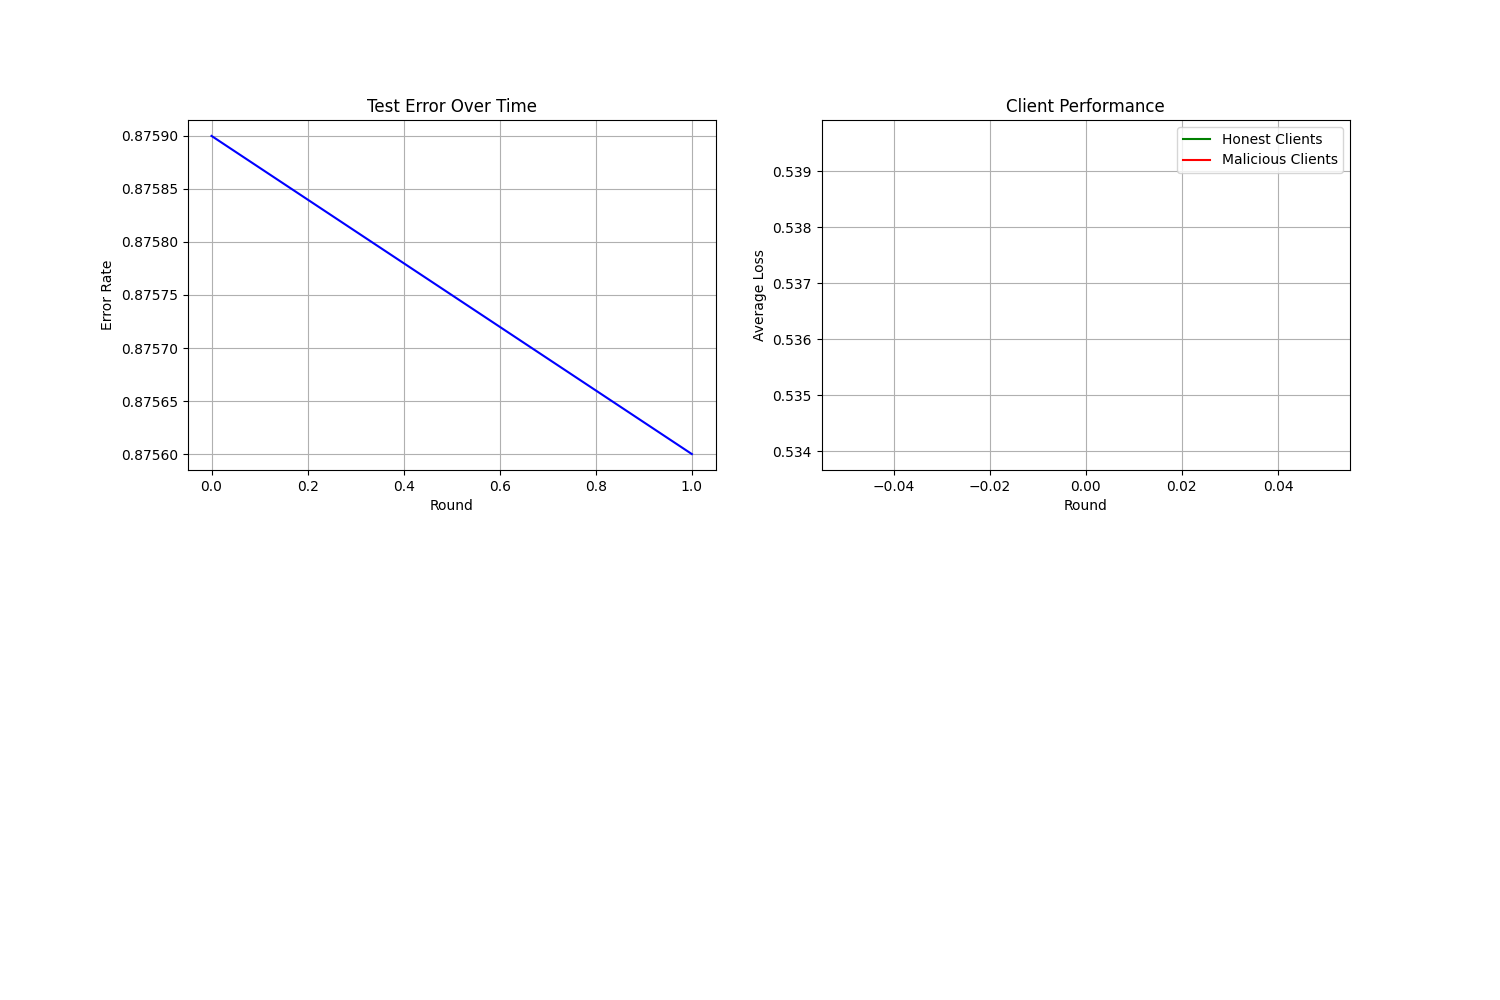 Test Error Over Time
Error Rate
0.87590
0.87585
0.87580
0.87575
0.87570
0.87565
0.87560
0.0 0.2 0.4 0.6 0.8 1.0
Round
Client Performance
Honest Clients
Malicious Clients
Average Loss
0.539
0.538
0.537
0.536
0.535
0.534
−0.04 −0.02 0.00 0.02 0.04
Round